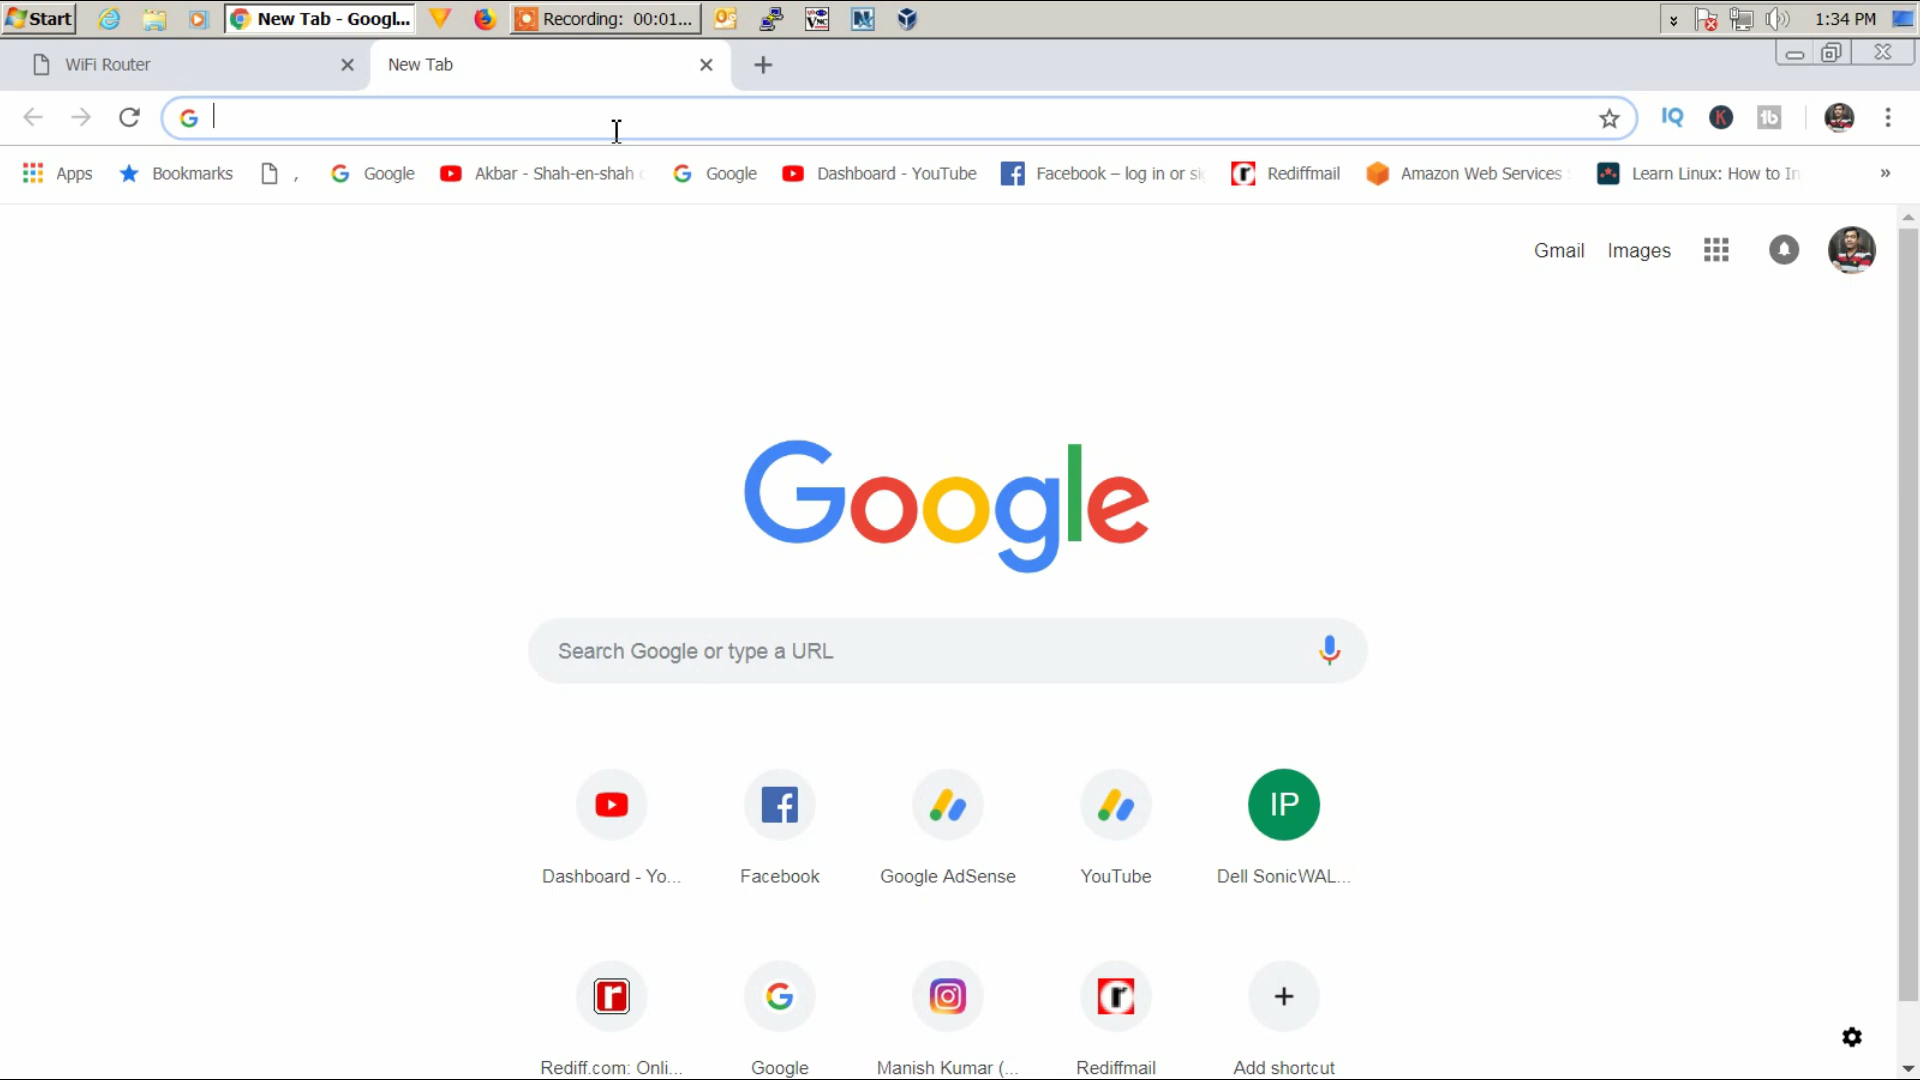 Start
New Tab - Googl...
Recording: 00:01...
1:34 PM
WiFi Router
New Tab
IQ
K
tb
Apps
Bookmarks
,
Google
Akbar - Shah-en-shah
Google
Dashboard - YouTube
Facebook – log in or si
Rediffmail
Amazon Web Services
Learn Linux: How to In
»
Gmail
Images
Google
Search Google or type a URL
IP
Dashboard - Yo...
Facebook
Google AdSense
YouTube
Dell SonicWAL...
Rediff.com: Onli...
Google
Manish Kumar (...
Rediffmail
Add shortcut